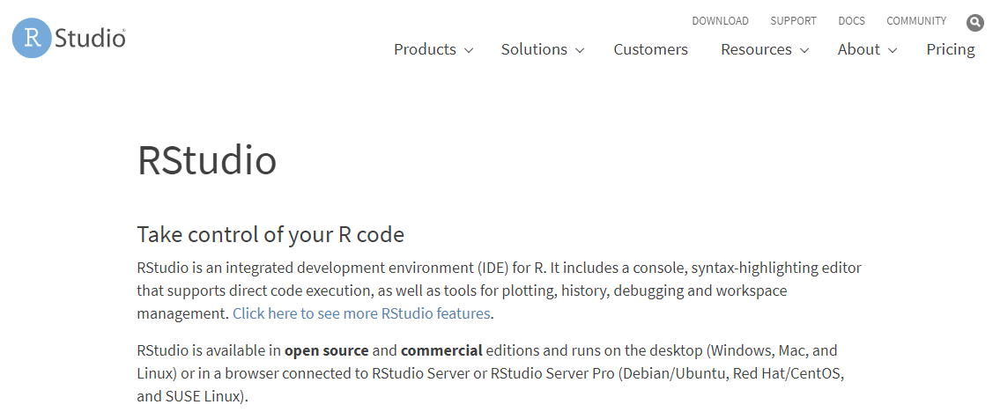 R Studio®
DOWNLOAD SUPPORT DOCS COMMUNITY
Products Solutions Customers Resources About Pricing
RStudio
Take control of your R code
RStudio is an integrated development environment (IDE) for R. It includes a console, syntax-highlighting editor
that supports direct code execution, as well as tools for plotting, history, debugging and workspace
management. Click here to see more RStudio features.
RStudio is available in open source and commercial editions and runs on the desktop (Windows, Mac, and
Linux) or in a browser connected to RStudio Server or RStudio Server Pro (Debian/Ubuntu, Red Hat/CentOS,
and SUSE Linux).